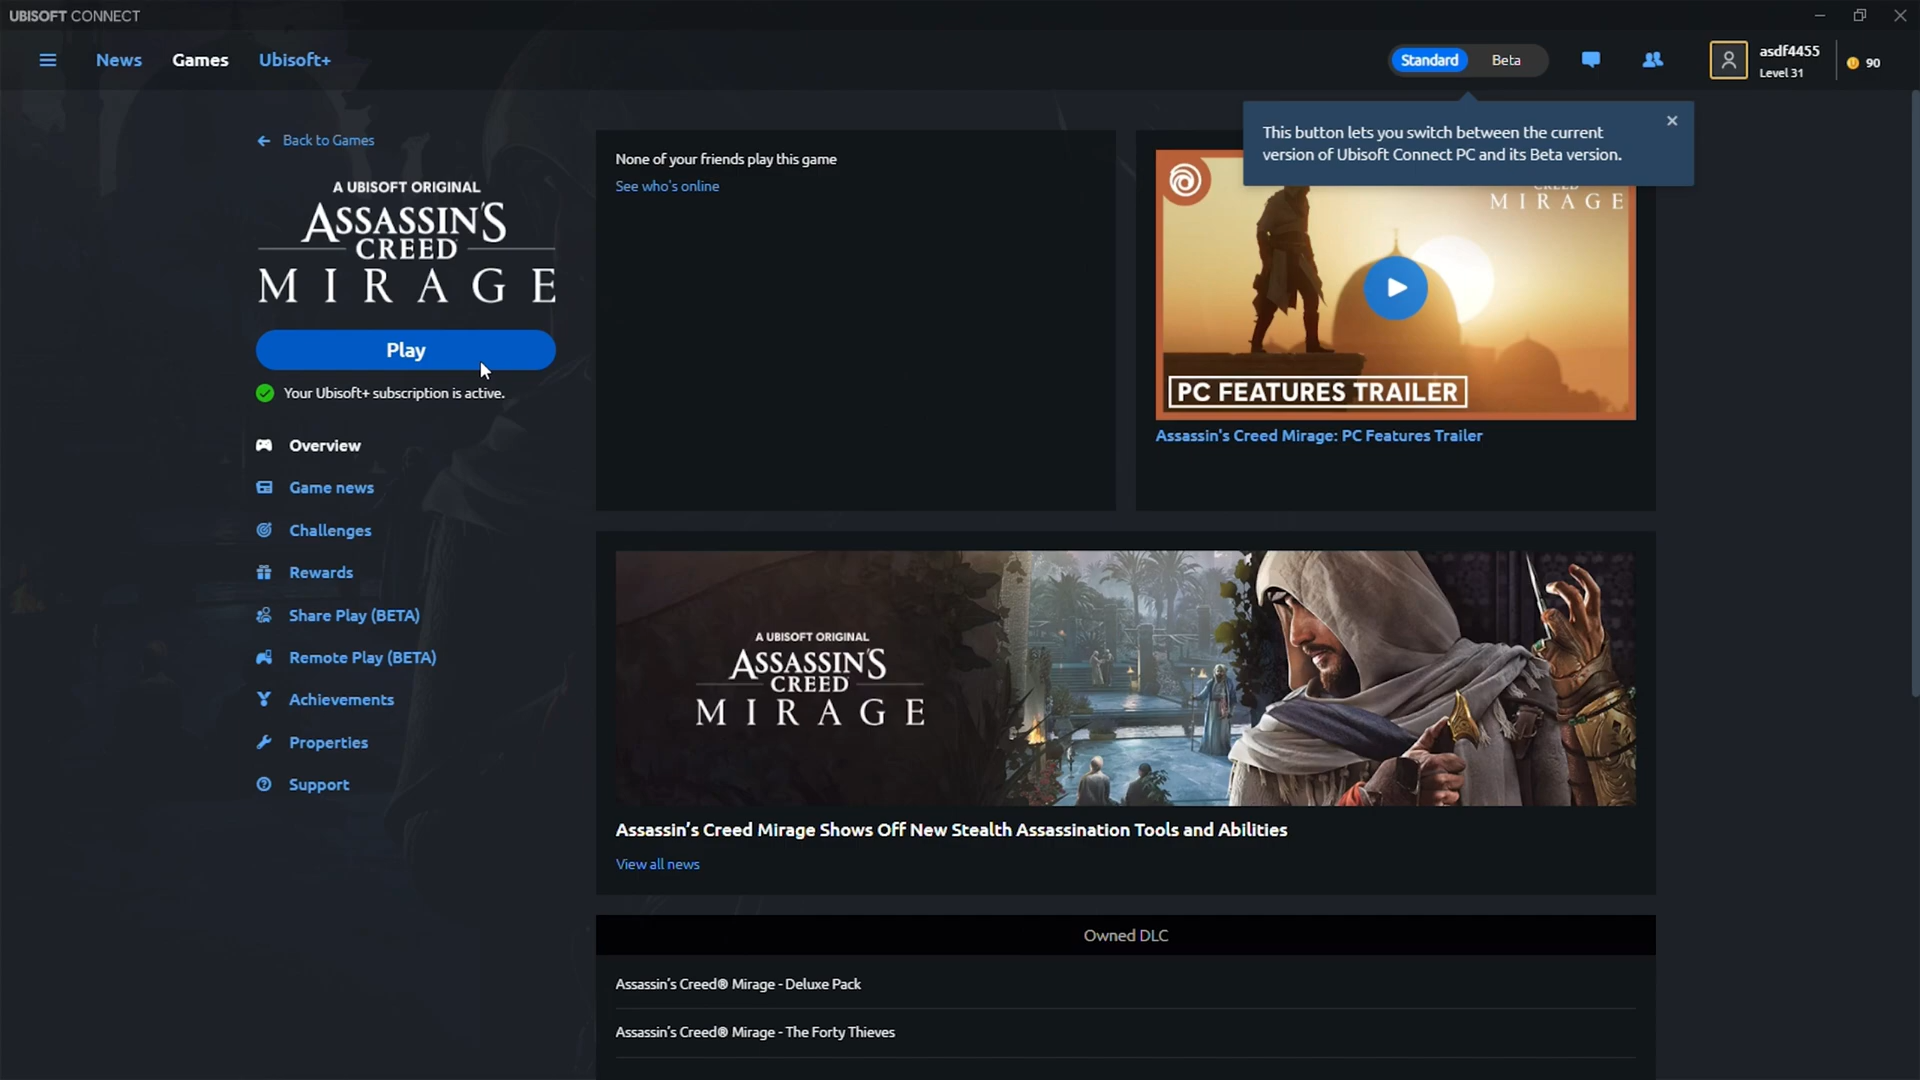 UBISOFT CONNECT
News
Games
Ubisoft+
Standard
Beta
asdf4455
Level 31
90
This button lets you switch between the current
version of Ubisoft Connect PC and its Beta version.
Back to Games
A UBISOFT ORIGINAL
ASSASSIN'S
CREED
MIRAGE
Play
Your Ubisoft+ subscription is active.
Overview
Game news
Challenges
Rewards
Share Play (BETA)
Remote Play (BETA)
Achievements
Properties
Support
None of your friends play this game
See who's online
CREED
MIRAGE
PC FEATURES TRAILER
Assassin's Creed Mirage: PC Features Trailer
A UBISOFT ORIGINAL
ASSASSIN'S
CREED
MIRAGE
Assassin's Creed Mirage Shows Off New Stealth Assassination Tools and Abilities
View all news
Owned DLC
Assassin's Creed® Mirage - Deluxe Pack
Assassin's Creed® Mirage - The Forty Thieves